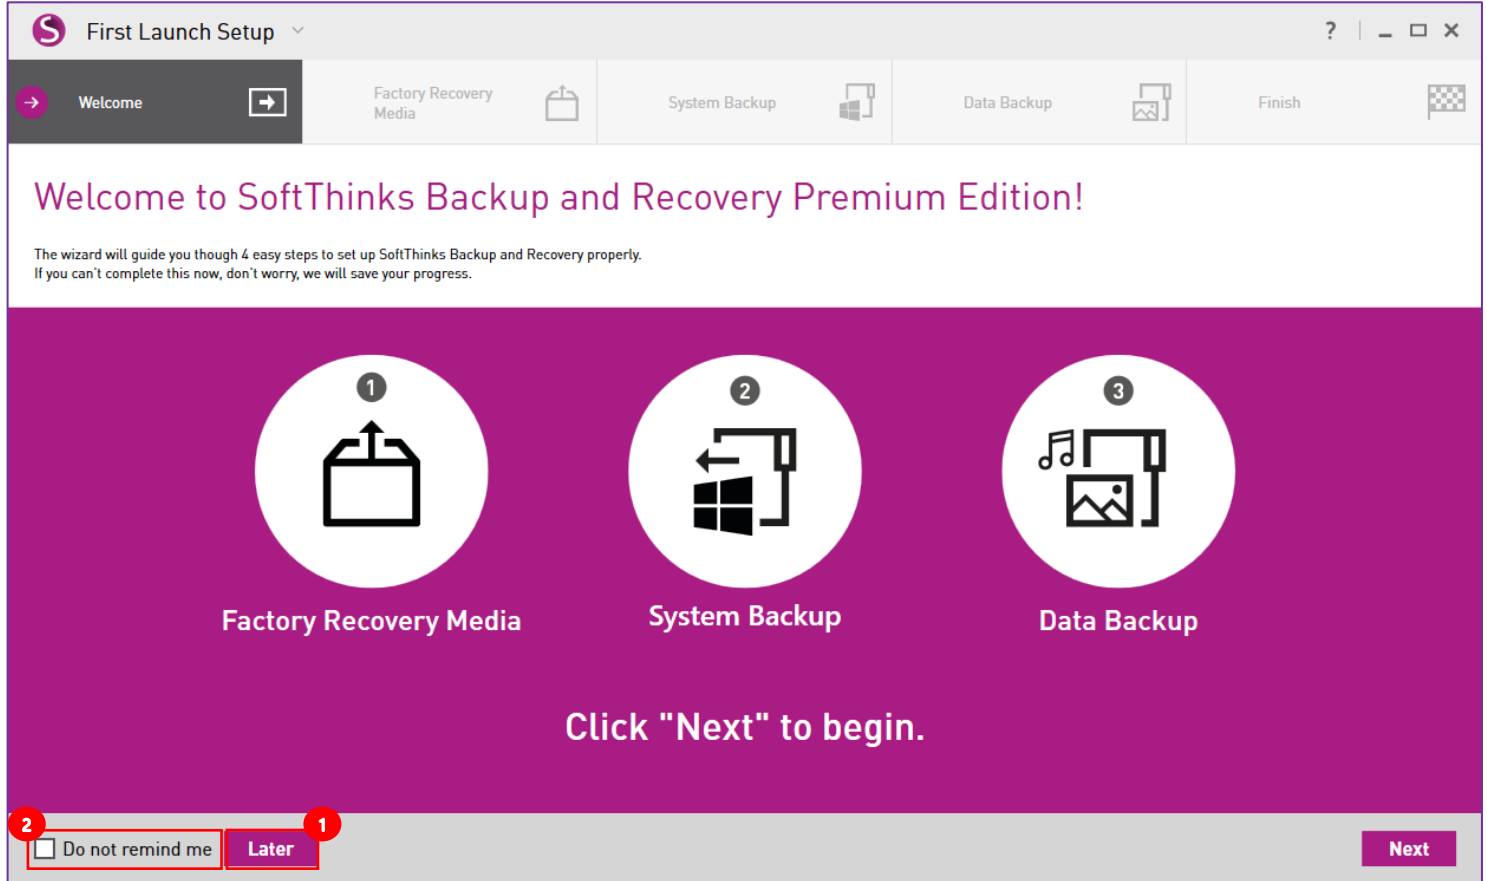 First Launch Setup
?
Welcome
Factory Recovery
Media
System Backup
Data Backup
Finish
Welcome to SoftThinks Backup and Recovery Premium Edition!
The wizard will guide you though 4 easy steps to set up SoftThinks Backup and Recovery properly.
If you can't complete this now, don't worry, we will save your progress.
1
2
3
Factory Recovery Media
System Backup
Data Backup
Click "Next" to begin.
2
1
Do not remind me
Later
Next